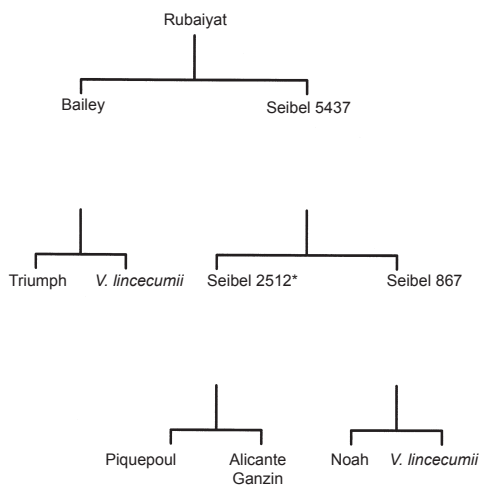 Rubaiyat
Bailey
Seibel 5437
Triumph
V. lincecumii
Seibel 2512*
Seibel 867
Piquepoul
Alicante
Ganzin
Noah
V. lincecumii